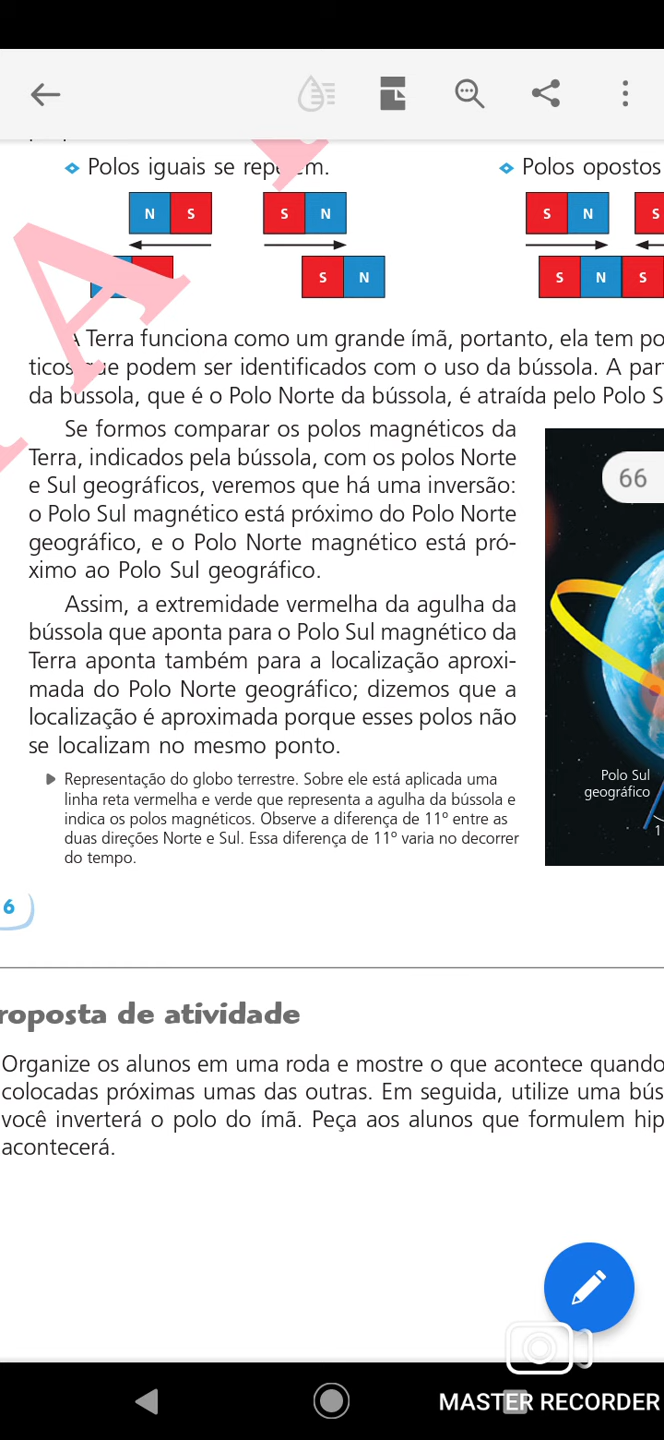 Polos iguais se repelem.
Polos opostos
N S S N S N S
S N S N S
A Terra funciona como um grande ímã, portanto, ela tem po
ticos que podem ser identificados com o uso da bússola. A par
da bússola, que é o Polo Norte da bússola, é atraída pelo Polo S
Se formos comparar os polos magnéticos da
Terra, indicados pela bússola, com os polos Norte
e Sul geográficos, veremos que há uma inversão:
o Polo Sul magnético está próximo do Polo Norte
geográfico, e o Polo Norte magnético está pró-
ximo ao Polo Sul geográfico.
Assim, a extremidade vermelha da agulha da
bússola que aponta para o Polo Sul magnético da
Terra aponta também para a localização aproxi-
mada do Polo Norte geográfico; dizemos que a
localização é aproximada porque esses polos não
se localizam no mesmo ponto.
Representação do globo terrestre. Sobre ele está aplicada uma
linha reta vermelha e verde que representa a agulha da bússola e
indica os polos magnéticos. Observe a diferença de 11º entre as
duas direções Norte e Sul. Essa diferença de 11º varia no decorrer
do tempo.
66
Polo Sul
geográfico
1
6
roposta de atividade
Organize os alunos em uma roda e mostre o que acontece quando
colocadas próximas umas das outras. Em seguida, utilize uma bús
você inverterá o polo do ímã. Peça aos alunos que formulem hip
acontecerá.
MASTER RECORDER